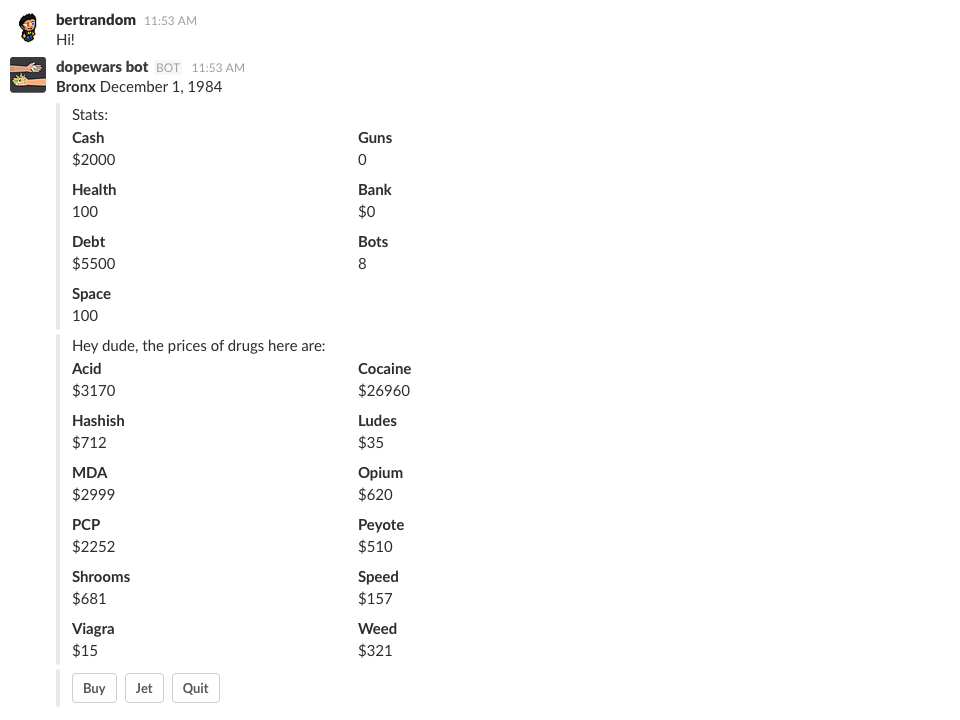 bertrandom 11:53 AM
Hi!
dopewars bot BOT 11:53 AM
Bronx December 1, 1984
Stats:
Cash Guns
$2000 0
Health Bank
100 $0
Debt Bots
$5500 8
Space
100
Hey dude, the prices of drugs here are:
Acid Cocaine
$3170 $26960
Hashish Ludes
$712 $35
MDA Opium
$2999 $620
PCP Peyote
$2252 $510
Shrooms Speed
$681 $157
Viagra Weed
$15 $321
Buy Jet Quit